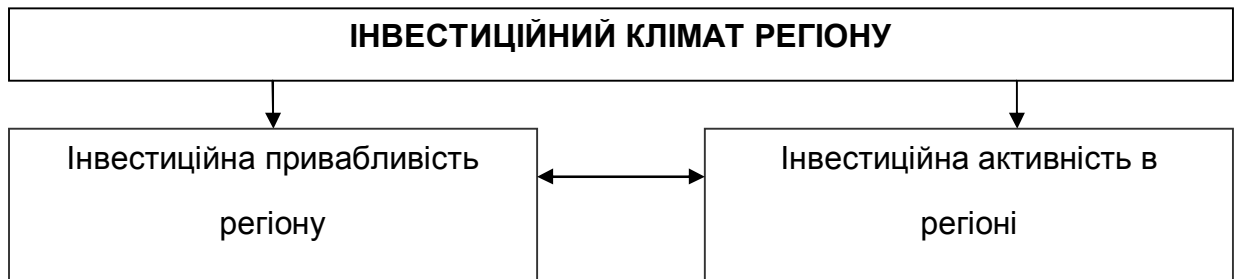 ІНВЕСТИЦІЙНИЙ КЛІМАТ РЕГІОНУ
Інвестиційна привабливість
регіону
Інвестиційна активність в
регіоні